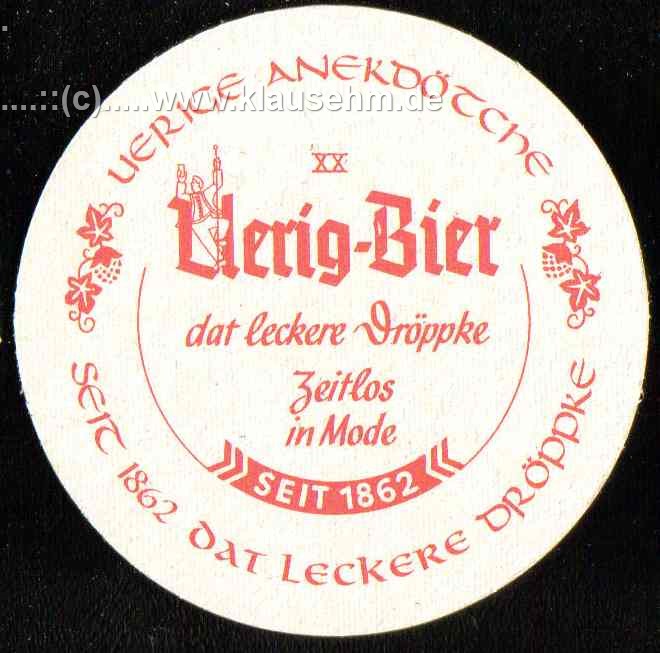 ....::(c).....www.klausehm.de
UERIGE ANEKDÖTCHE
XX
Uerig-Bier
dat leckere Dröppke
Zeitlos
in Mode
SEIT 1862
SEIT 1862 DAT LECKERE DRÖPPKE